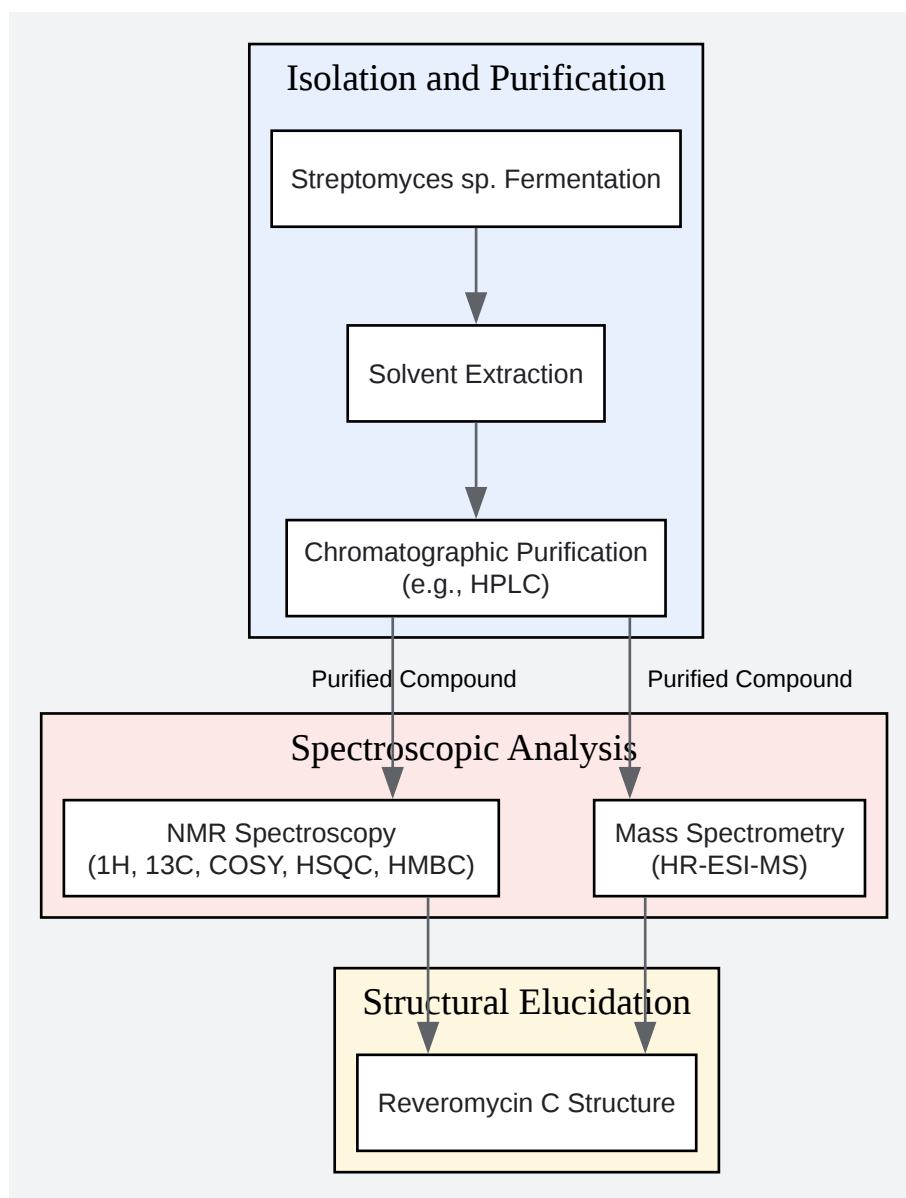 Isolation and Purification
Streptomyces sp. Fermentation
Solvent Extraction
Chromatographic Purification
(e.g., HPLC)
Purified Compound
Purified Compound
Spectroscopic Analysis
NMR Spectroscopy
(1H, 13C, COSY, HSQC, HMBC)
Mass Spectrometry
(HR-ESI-MS)
Structural Elucidation
Reveromycin C Structure